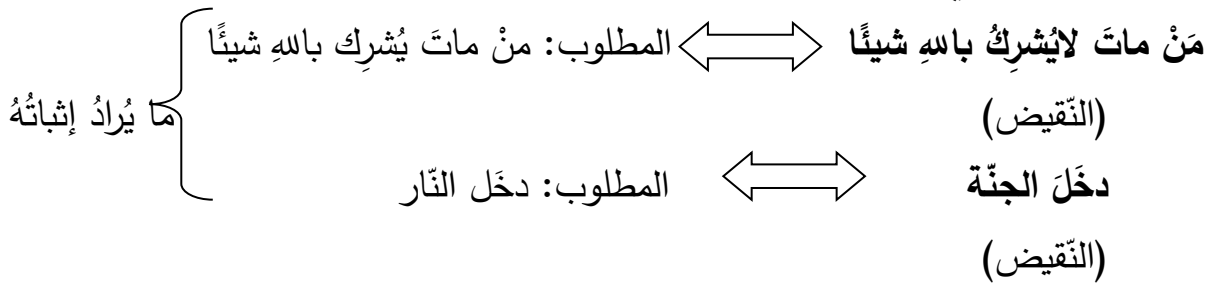 مَنْ ماتَ لايُشرِكُ باللهِ شيئًا المطلوب: منْ ماتَ يُشرِك باللهِ شيئًا
(النّقيض) ما يُرادُ إثباتُهُ
دخَلَ الجنّة المطلوب: دخَل النّار
(النّقيض)